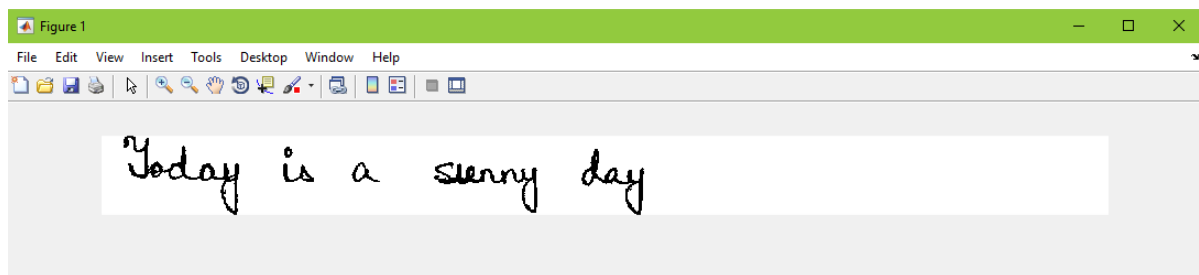 Figure 1
File Edit View Insert Tools Desktop Window Help
Today is a sunny day